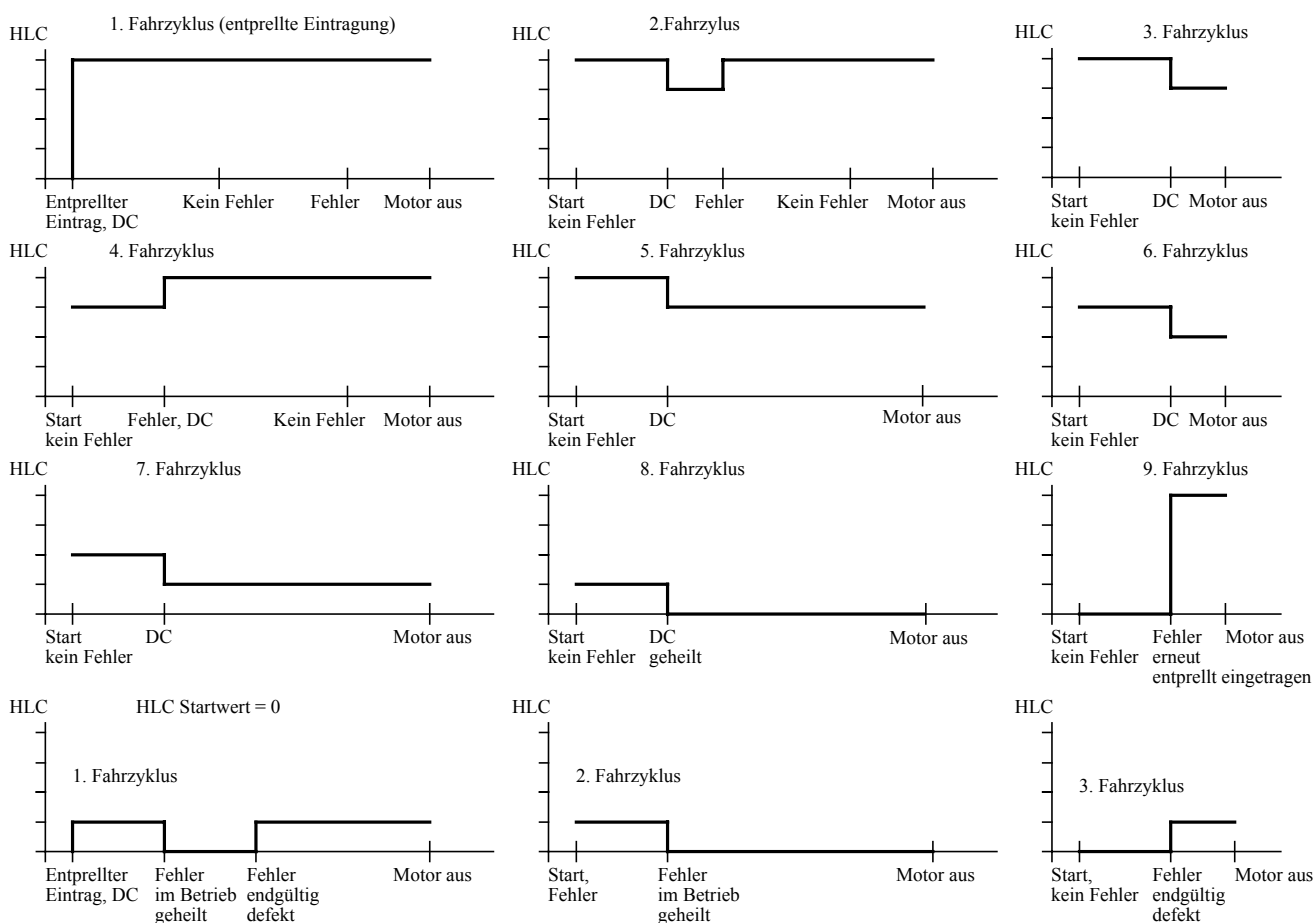 1. Fahrzyklus (entprellte Eintragung)
HLC
Entprellter
Eintrag, DC
Kein Fehler
Fehler
Motor aus
2.Fahrzylus
HLC
Start
kein Fehler
DC
Fehler
Kein Fehler
Motor aus
3. Fahrzyklus
HLC
Start
kein Fehler
DC
Motor aus
HLC
4. Fahrzyklus
Start
kein Fehler
Fehler, DC
Kein Fehler
Motor aus
HLC
5. Fahrzyklus
Start
kein Fehler
DC
Motor aus
HLC
6. Fahrzyklus
Start
kein Fehler
DC
Motor aus
HLC
7. Fahrzyklus
Start
kein Fehler
DC
Motor aus
HLC
8. Fahrzyklus
Start
kein Fehler
DC
geheilt
Motor aus
HLC
9. Fahrzyklus
Start
kein Fehler
Fehler
erneut
entprellt eingetragen
Motor aus
HLC
HLC Startwert = 0
1. Fahrzyklus
Entprellter
Eintrag, DC
Fehler
im Betrieb
geheilt
Fehler
endgültig
defekt
Motor aus
HLC
2. Fahrzyklus
Start,
Fehler
Fehler
im Betrieb
geheilt
Motor aus
HLC
3. Fahrzyklus
Start,
kein Fehler
Fehler
endgültig
defekt
Motor aus